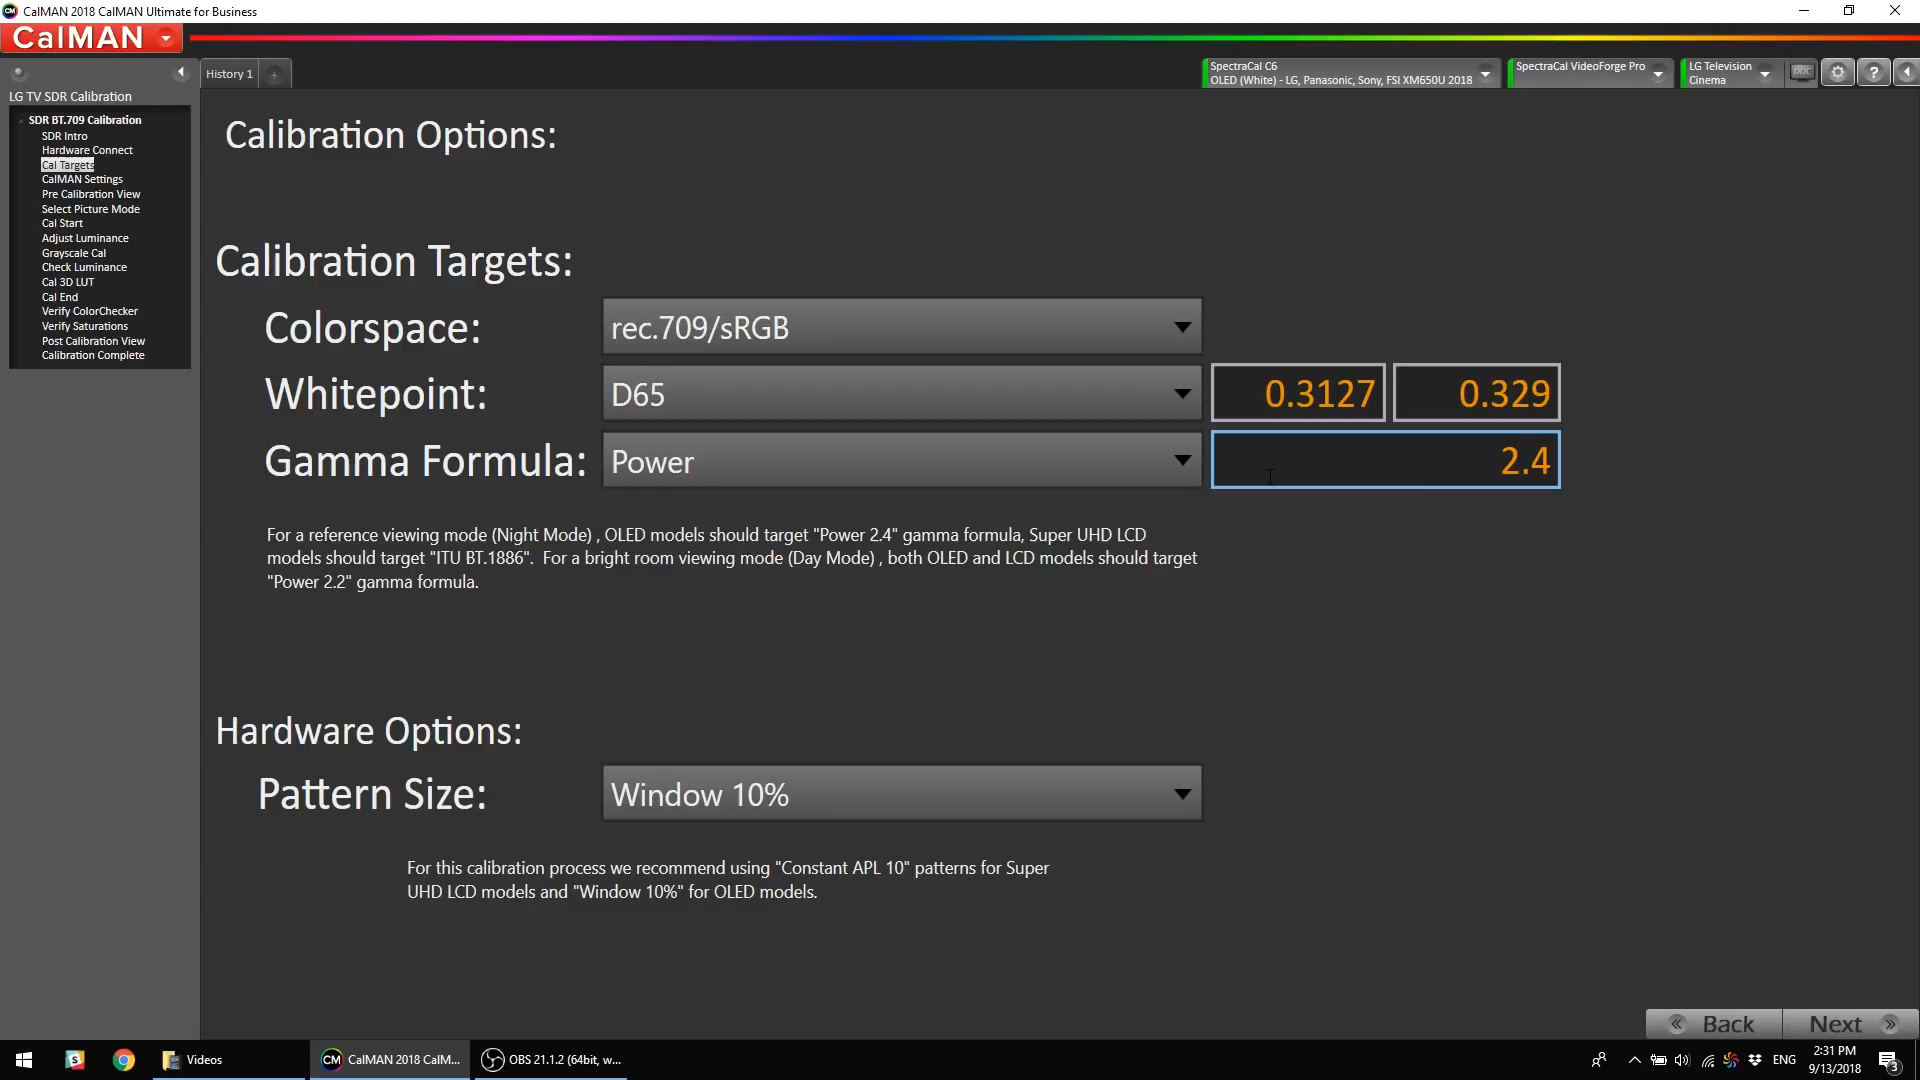 CM CalMAN 2018 CalMAN Ultimate for Business
CalMAN
LG TV SDR Calibration
SDR BT.709 Calibration
SDR Intro
Hardware Connect
Cal Targets
CalMAN Settings
Pre Calibration View
Select Picture Mode
Cal Start
Adjust Luminance
Grayscale Cal
Check Luminance
Cal 3D LUT
Cal End
Verify ColorChecker
Verify Saturations
Post Calibration View
Calibration Complete
History 1 +
SpectraCal C6
OLED (White) - LG, Panasonic, Sony, FSI XM650U 2018
SpectraCal VideoForge Pro
LG Television
Cinema
DDC
?
Calibration Options:
Calibration Targets:
Colorspace: rec.709/sRGB
Whitepoint: D65 0.3127 0.329
Gamma Formula: Power 2.4
For a reference viewing mode (Night Mode) , OLED models should target "Power 2.4" gamma formula, Super UHD LCD
models should target "ITU BT.1886".  For a bright room viewing mode (Day Mode) , both OLED and LCD models should target
"Power 2.2" gamma formula.
Hardware Options:
Pattern Size: Window 10%
For this calibration process we recommend using "Constant APL 10" patterns for Super
UHD LCD models and "Window 10%" for OLED models.
« Back Next »
S Videos CM CalMAN 2018 CalM... OBS 21.1.2 (64bit, w... ENG
2:31 PM
9/13/2018
3